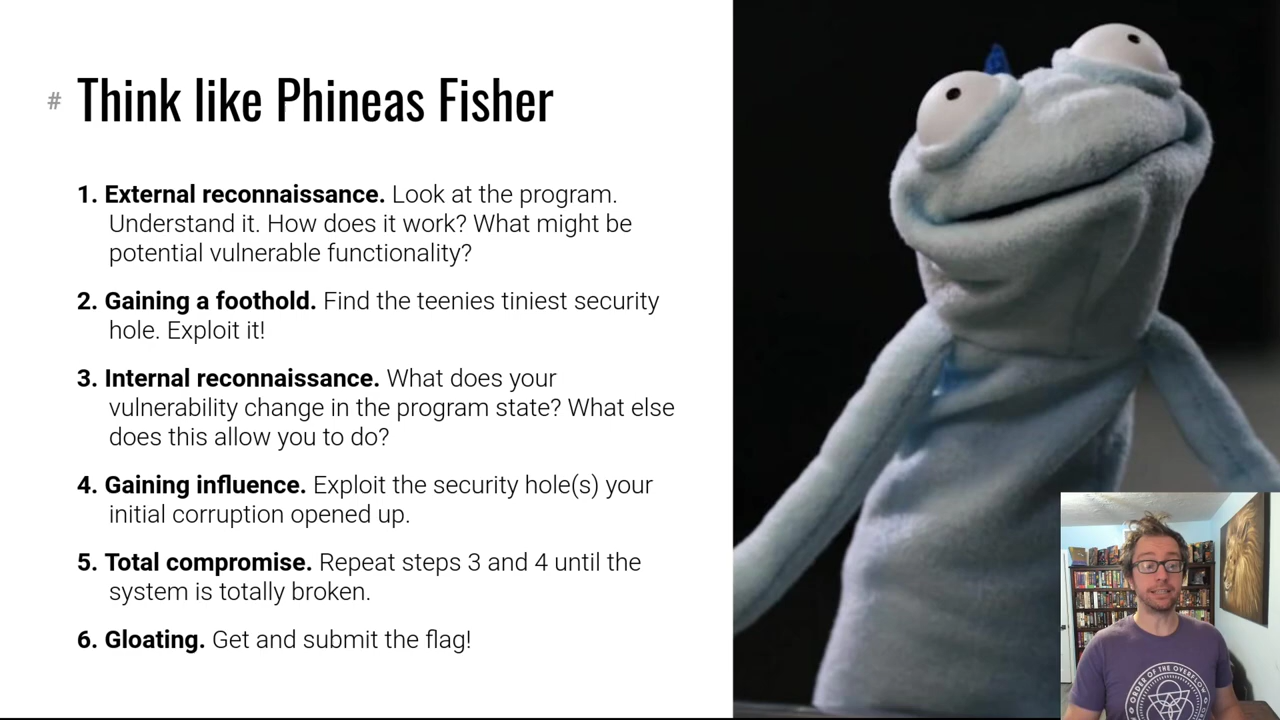 # Think like Phineas Fisher
1. External reconnaissance. Look at the program.
Understand it. How does it work? What might be
potential vulnerable functionality?
2. Gaining a foothold. Find the teenies tiniest security
hole. Exploit it!
3. Internal reconnaissance. What does your
vulnerability change in the program state? What else
does this allow you to do?
4. Gaining influence. Exploit the security hole(s) your
initial corruption opened up.
5. Total compromise. Repeat steps 3 and 4 until the
system is totally broken.
6. Gloating. Get and submit the flag!
ORDER OF THE OVERFLOW